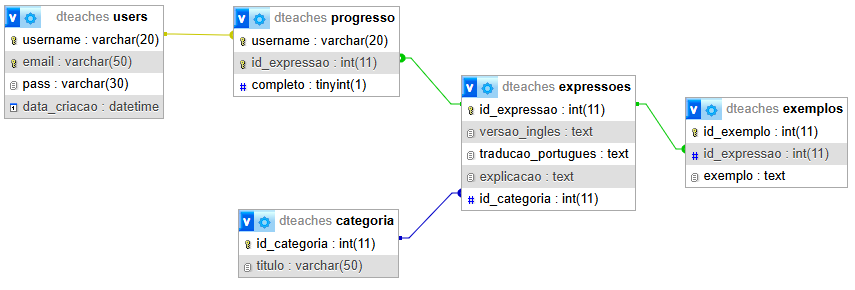 v dteaches users
username : varchar(20)
email : varchar(50)
pass : varchar(30)
data_criacao : datetime
v dteaches progresso
username : varchar(20)
id_expressao : int(11)
# completo : tinyint(1)
v dteaches expressoes
id_expressao : int(11)
versao_ingles : text
traducao_portugues : text
explicacao : text
# id_categoria : int(11)
v dteaches exemplos
id_exemplo : int(11)
# id_expressao : int(11)
exemplo : text
v dteaches categoria
id_categoria : int(11)
titulo : varchar(50)